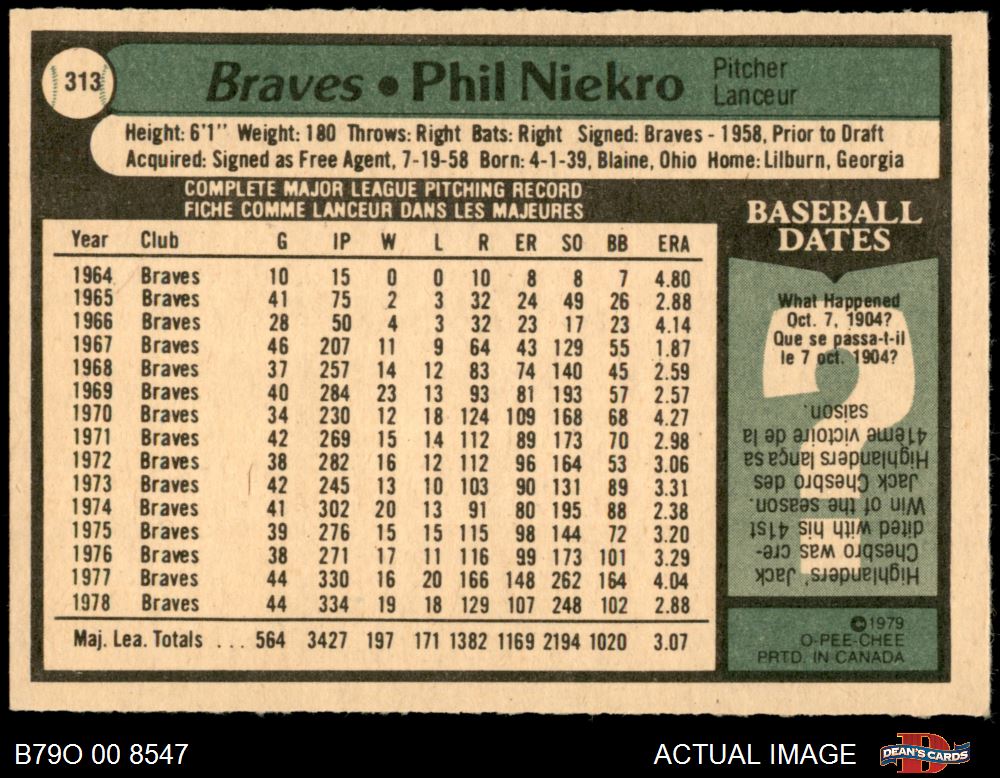 313
Braves • Phil Niekro
Pitcher
Lanceur
Height: 6'1" Weight: 180 Throws: Right Bats: Right Signed: Braves - 1958, Prior to Draft
Acquired: Signed as Free Agent, 7-19-58 Born: 4-1-39, Blaine, Ohio Home: Lilburn, Georgia
COMPLETE MAJOR LEAGUE PITCHING RECORD
FICHE COMME LANCEUR DANS LES MAJEURES
Year Club G IP W L R ER SO BB ERA
1964 Braves 10 15 0 0 10 8 8 7 4.80
1965 Braves 41 75 2 3 32 24 49 26 2.88
1966 Braves 28 50 4 3 32 23 17 23 4.14
1967 Braves 46 207 11 9 64 43 129 55 1.87
1968 Braves 37 257 14 12 83 74 140 45 2.59
1969 Braves 40 284 23 13 93 81 193 57 2.57
1970 Braves 34 230 12 18 124 109 168 68 4.27
1971 Braves 42 269 15 14 112 89 173 70 2.98
1972 Braves 38 282 16 12 112 96 164 53 3.06
1973 Braves 42 245 13 10 103 90 131 89 3.31
1974 Braves 41 302 20 13 91 80 195 88 2.38
1975 Braves 39 276 15 15 115 98 144 72 3.20
1976 Braves 38 271 17 11 116 99 173 101 3.29
1977 Braves 44 330 16 20 166 148 262 164 4.04
1978 Braves 44 334 19 18 129 107 248 102 2.88
Maj. Lea. Totals ... 564 3427 197 171 1382 1169 2194 1020 3.07
BASEBALL
DATES
What Happened
Oct. 7, 1904?
Que se passa-t-il
le 7 oct. 1904?
Highlanders' Jack
Chesbro was cre-
dited with his 41st
Win of the season.
Jack Chesbro des
Highlanders lança sa
41ème victoire de la
saison.
©1979
O-PEE-CHEE
PRTD. IN CANADA
B79O 00 8547
ACTUAL IMAGE
DEAN'S CARDS